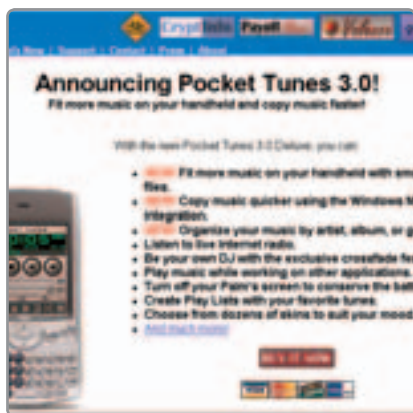 's New | Support | Contact | Press | About
Announcing Pocket Tunes 3.0!
Fit more music on your handheld and copy music faster!
With the new Pocket Tunes 3.0 Deluxe, you can:
Fit more music on your handheld with
files.
Copy music quicker using the Windows
integration.
Organize your music by artist, album, or
Listen to live internet radio.
Be your own DJ with the exclusive crossfade
Play music while working on other applications.
Turn off your Palm's screen to conserve the
Create Play Lists with your favorite tunes.
Choose from dozens of skins to suit your mood
And much more!
BUY IT NOW
VISA